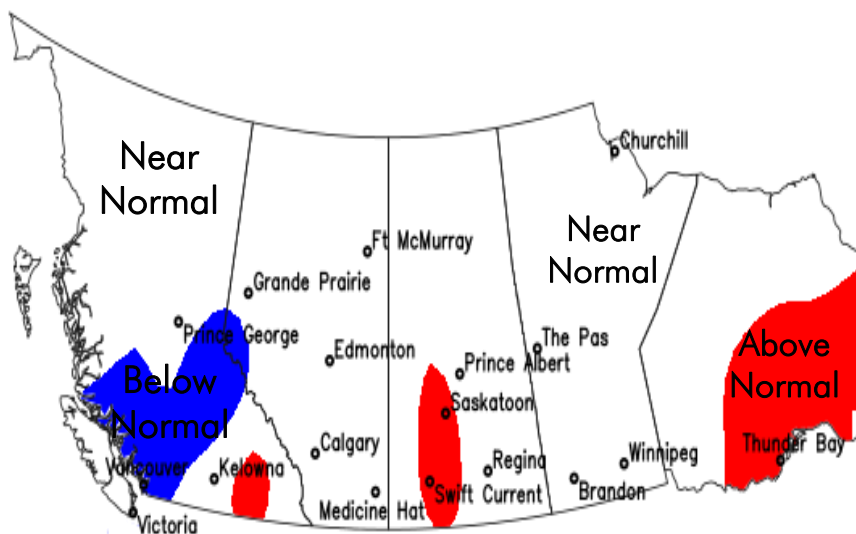 Churchill
Near
Normal
Near
Normal
Ft McMurray
Grande Prairie
Prince George
Edmonton
The Pas
Prince Albert
Above
Normal
Below
Normal
Saskatoon
Calgary
Thunder Bay
Vancouver
Kelowna
Regina
Winnipeg
Swift Current
Brandon
Medicine Hat
Victoria